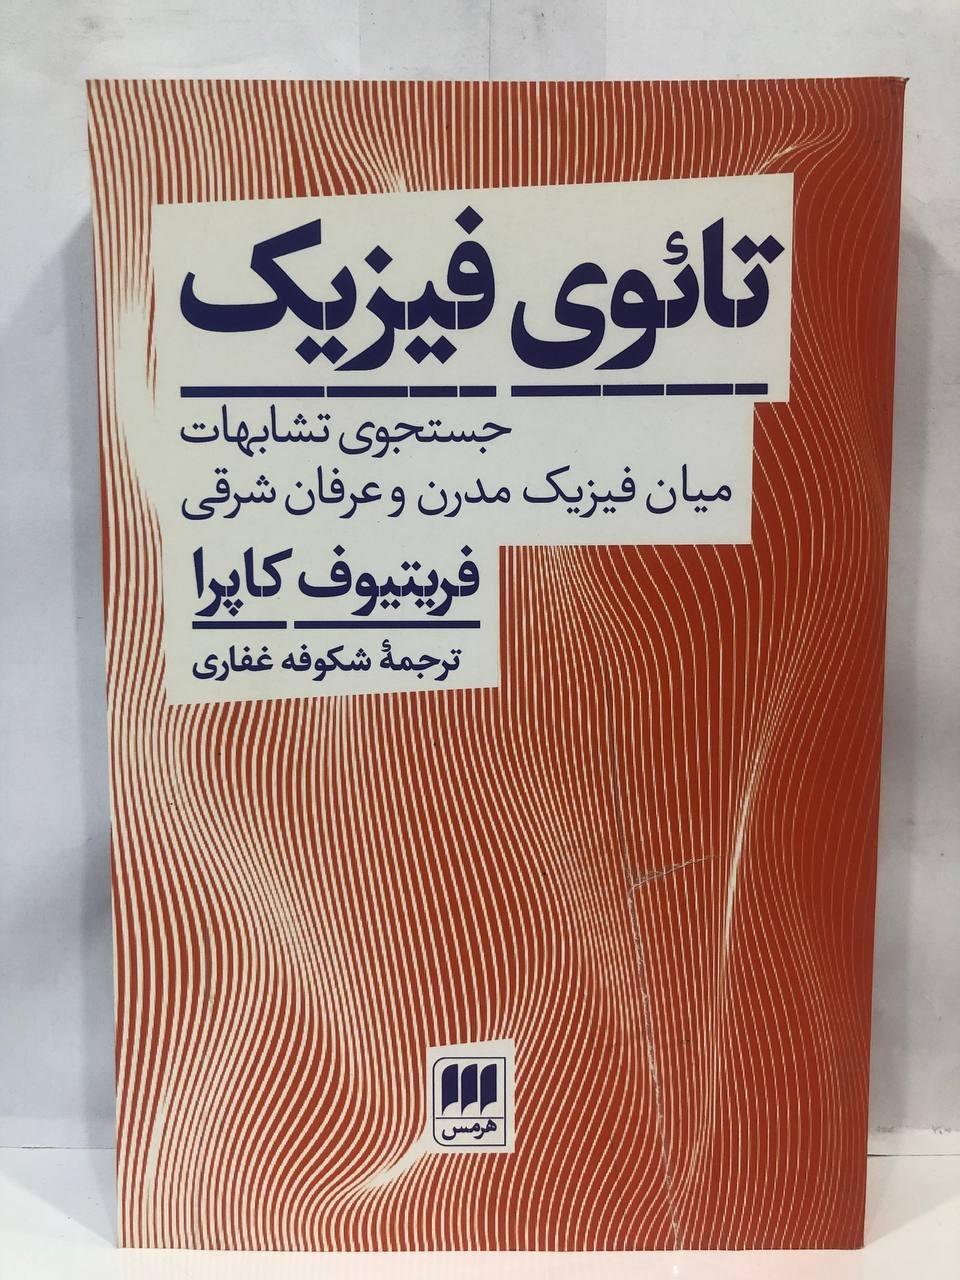 تائوی فیزیک
جستجوی تشابهات
میان فیزیک مدرن و عرفان شرقی
فریتیوف کاپرا
ترجمهٔ شکوفه غفاری
هرمس